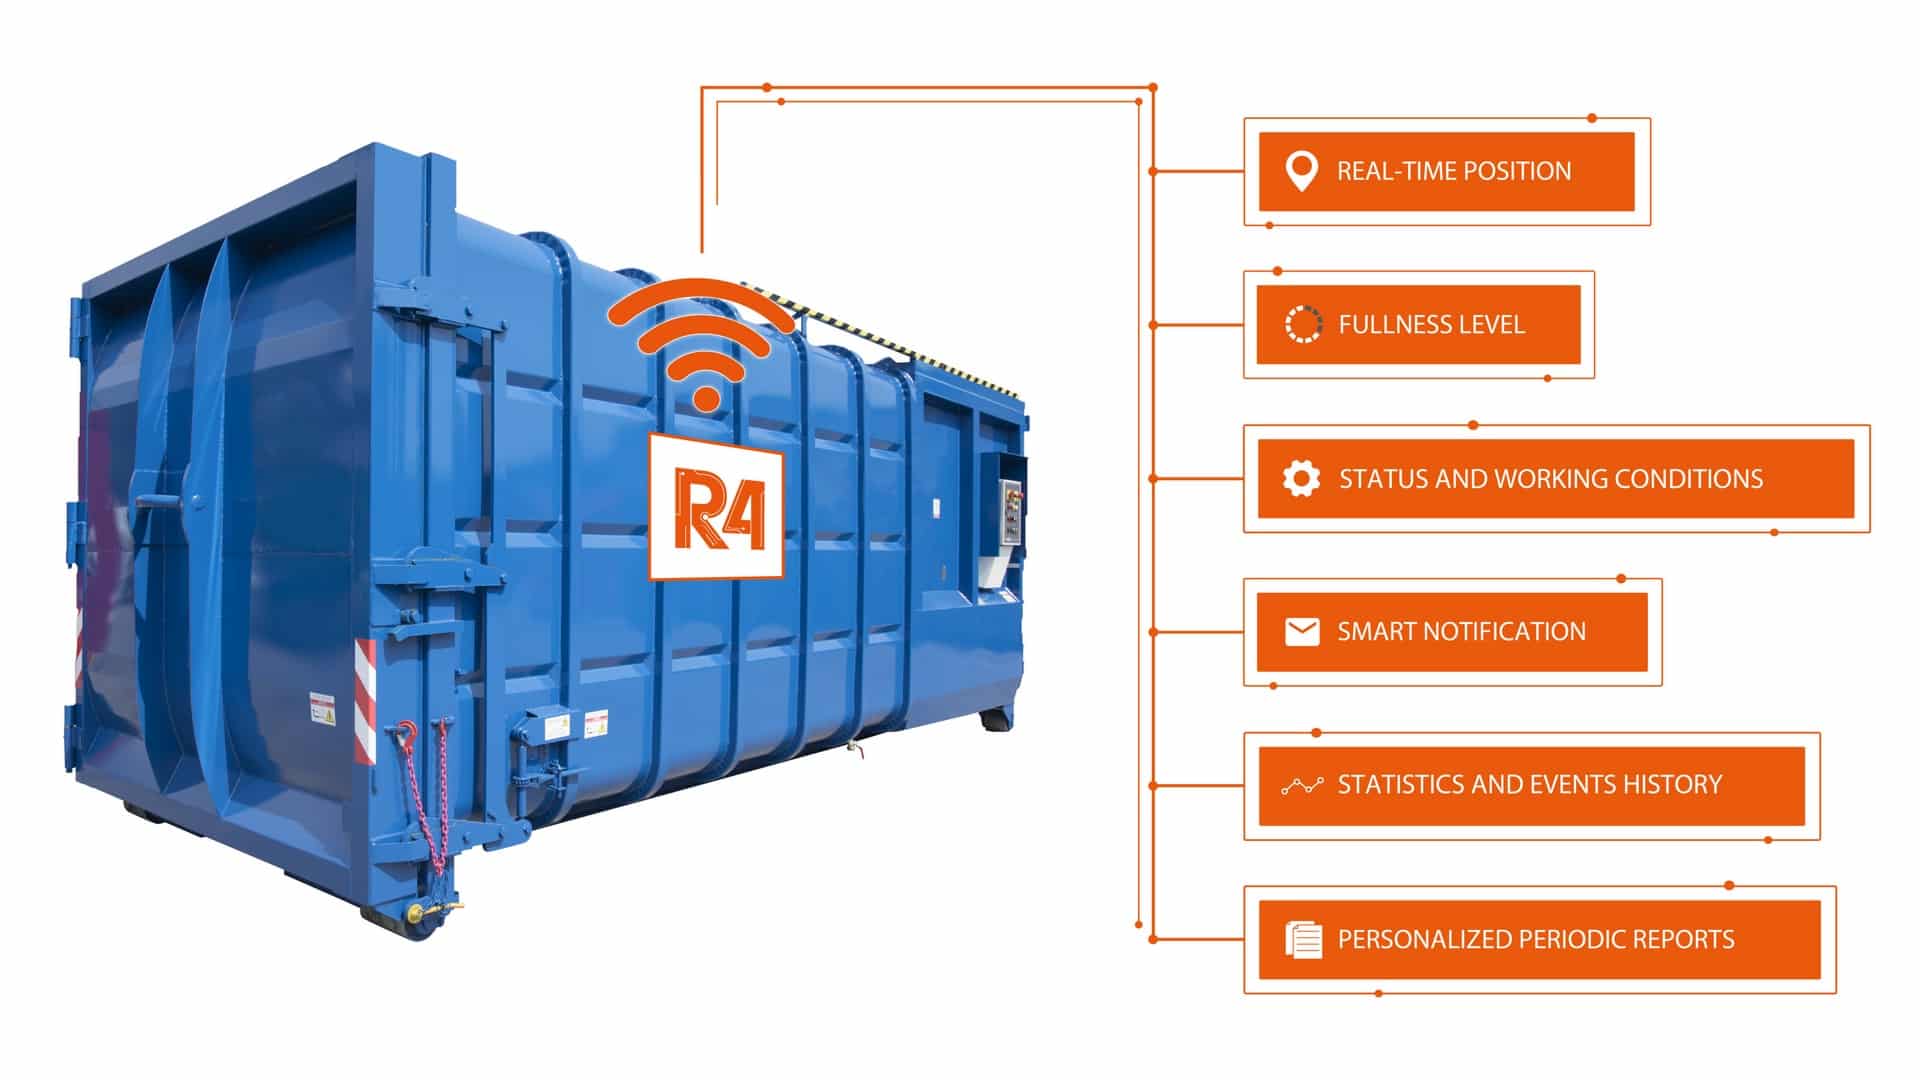 R4
REAL-TIME POSITION
FULLNESS LEVEL
STATUS AND WORKING CONDITIONS
SMART NOTIFICATION
STATISTICS AND EVENTS HISTORY
PERSONALIZED PERIODIC REPORTS